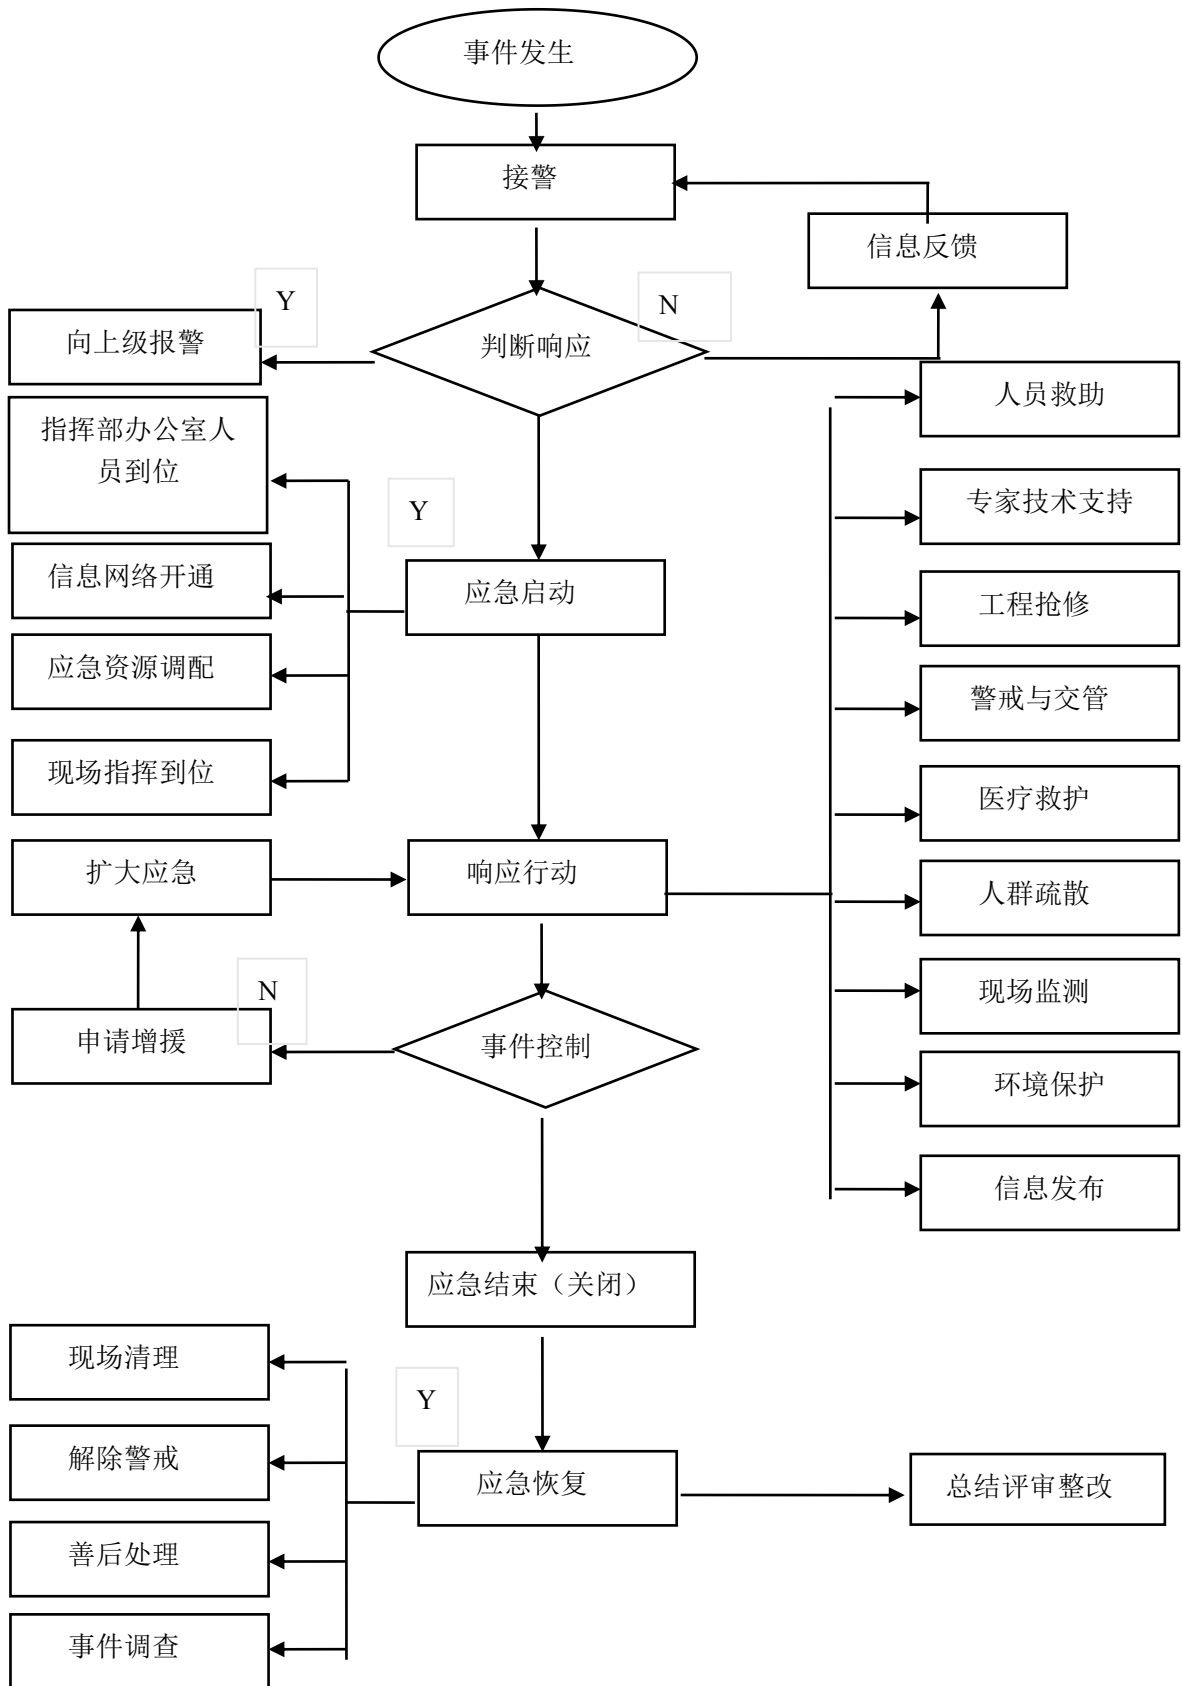 事件发生
接警
信息反馈
Y
N
向上级报警
判断响应
人员救助
指挥部办公室人
员到位
Y
专家技术支持
信息网络开通
应急启动
工程抢修
应急资源调配
警戒与交管
现场指挥到位
医疗救护
扩大应急
响应行动
人群疏散
N
现场监测
申请增援
事件控制
环境保护
信息发布
应急结束（关闭）
现场清理
Y
解除警戒
应急恢复
总结评审整改
善后处理
事件调查